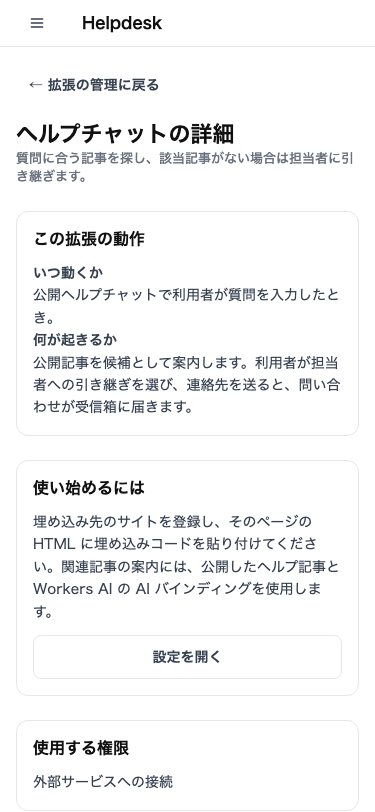 Helpdesk
← 拡張の管理に戻る
ヘルプチャットの詳細
質問に合う記事を探し、該当記事がない場合は担当者に引
き継ぎます。
この拡張の動作
いつ動くか
公開ヘルプチャットで利用者が質問を入力したと
き。
何が起きるか
公開記事を候補として案内します。利用者が担当
者への引き継ぎを選び、連絡先を送ると、問い合
わせが受信箱に届きます。
使い始めるには
埋め込み先のサイトを登録し、そのページの
HTML に埋め込みコードを貼り付けてくださ
い。関連記事の案内には、公開したヘルプ記事と
Workers AI の AI バインディングを使用しま
す。
設定を開く
使用する権限
外部サービスへの接続